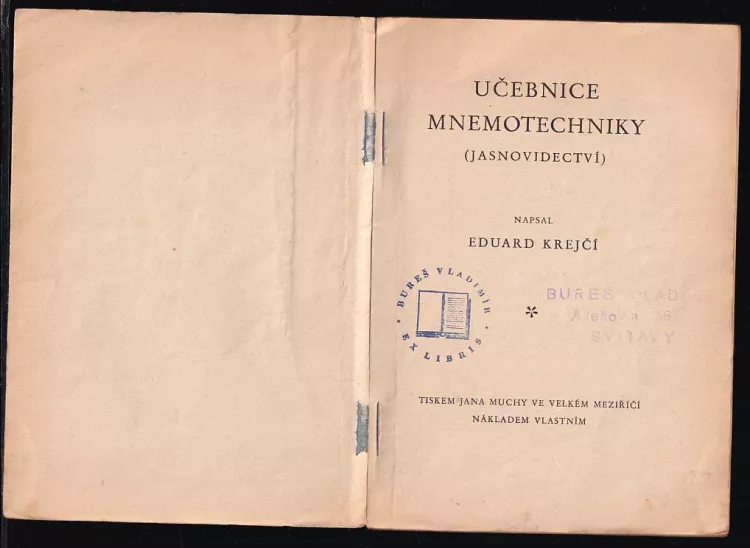 UČEBNICE
MNEMOTECHNIKY
(JASNOVIDECTVÍ)
NAPSAL
EDUARD KREJČÍ
BUREŠ VLADIMÍR
EX LIBRIS
BUREŠ
SVITAVY
TISKEM JANA MUCHY VE VELKÉM MEZIŘÍČÍ
NÁKLADEM VLASTNÍM